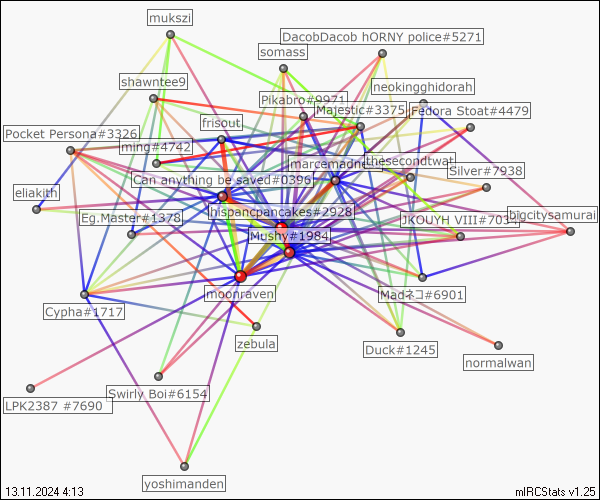 mukszi
DacobDacob hORNY police#5271
somass
shawntee9
neokingghidorah
Pikabro#9971
Majestic#3375
Fedora Stoat#4479
frisout
Pocket Persona#3326
ming#4742
marcemadne
thesecondtwat
Silver#7938
Can anything be saved#0396
eliakith
hispancpancakes#2928
Eg.Master#1378
JKOUYH VIII#703
bigcitysamurai
Mushy#1984
moonraven
Madネコ#6901
Cypha#1717
zebula
Duck#1245
normalwan
Swirly Boi#6154
LPK2387 #7690
yoshimanden
13.11.2024 4:13
mIRCStats v1.25